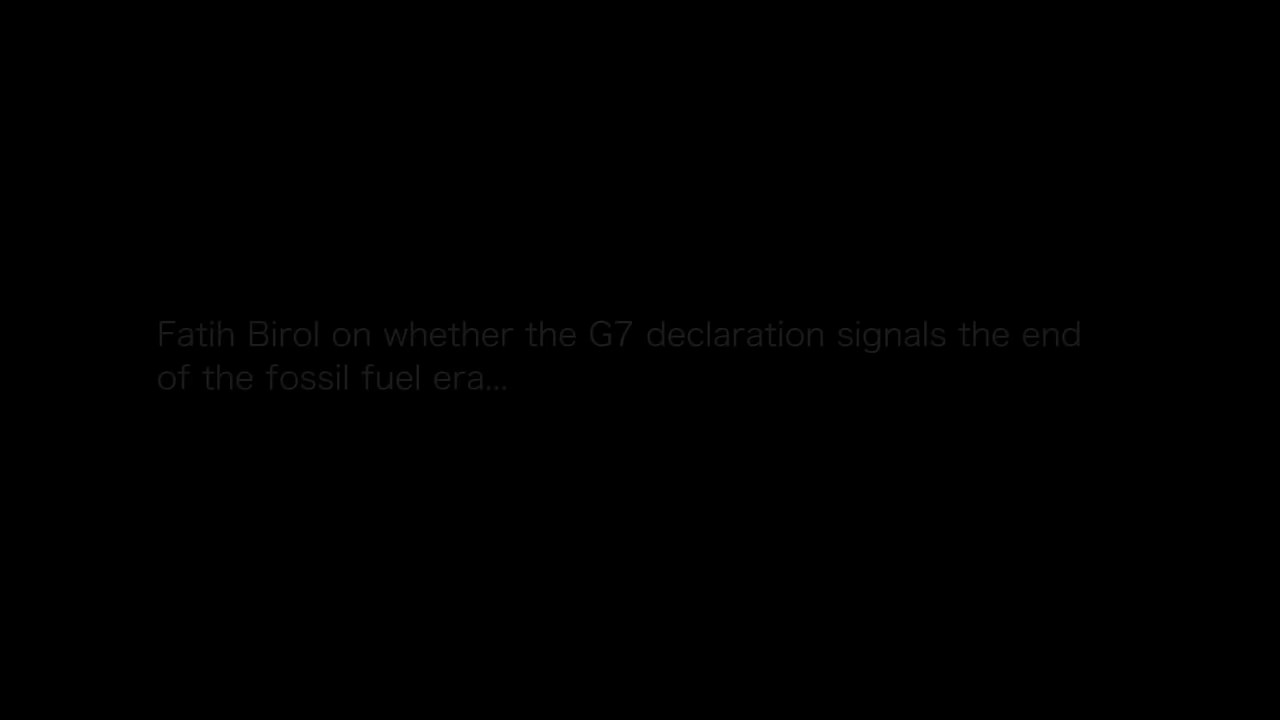 Fatih Birol on whether the G7 declaration signals the end
of the fossil fuel era...